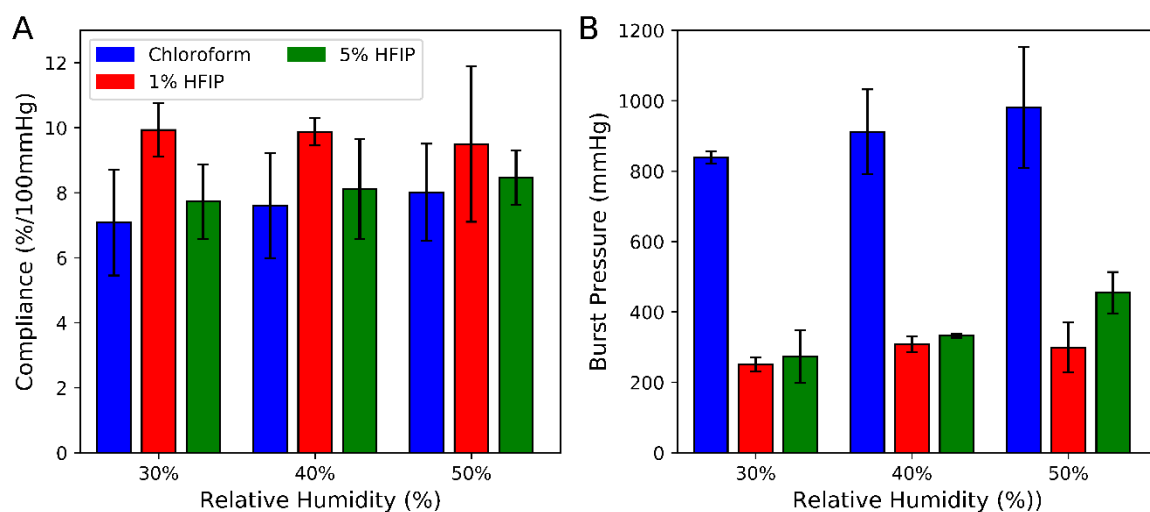 A
Compliance (%/100mmHg)
12
10
8
6
4
2
0
Chloroform
1% HFIP
5% HFIP
30%
40%
50%
Relative Humidity (%)
B
Burst Pressure (mmHg)
1200
1000
800
600
400
200
0
30%
40%
50%
Relative Humidity (%))